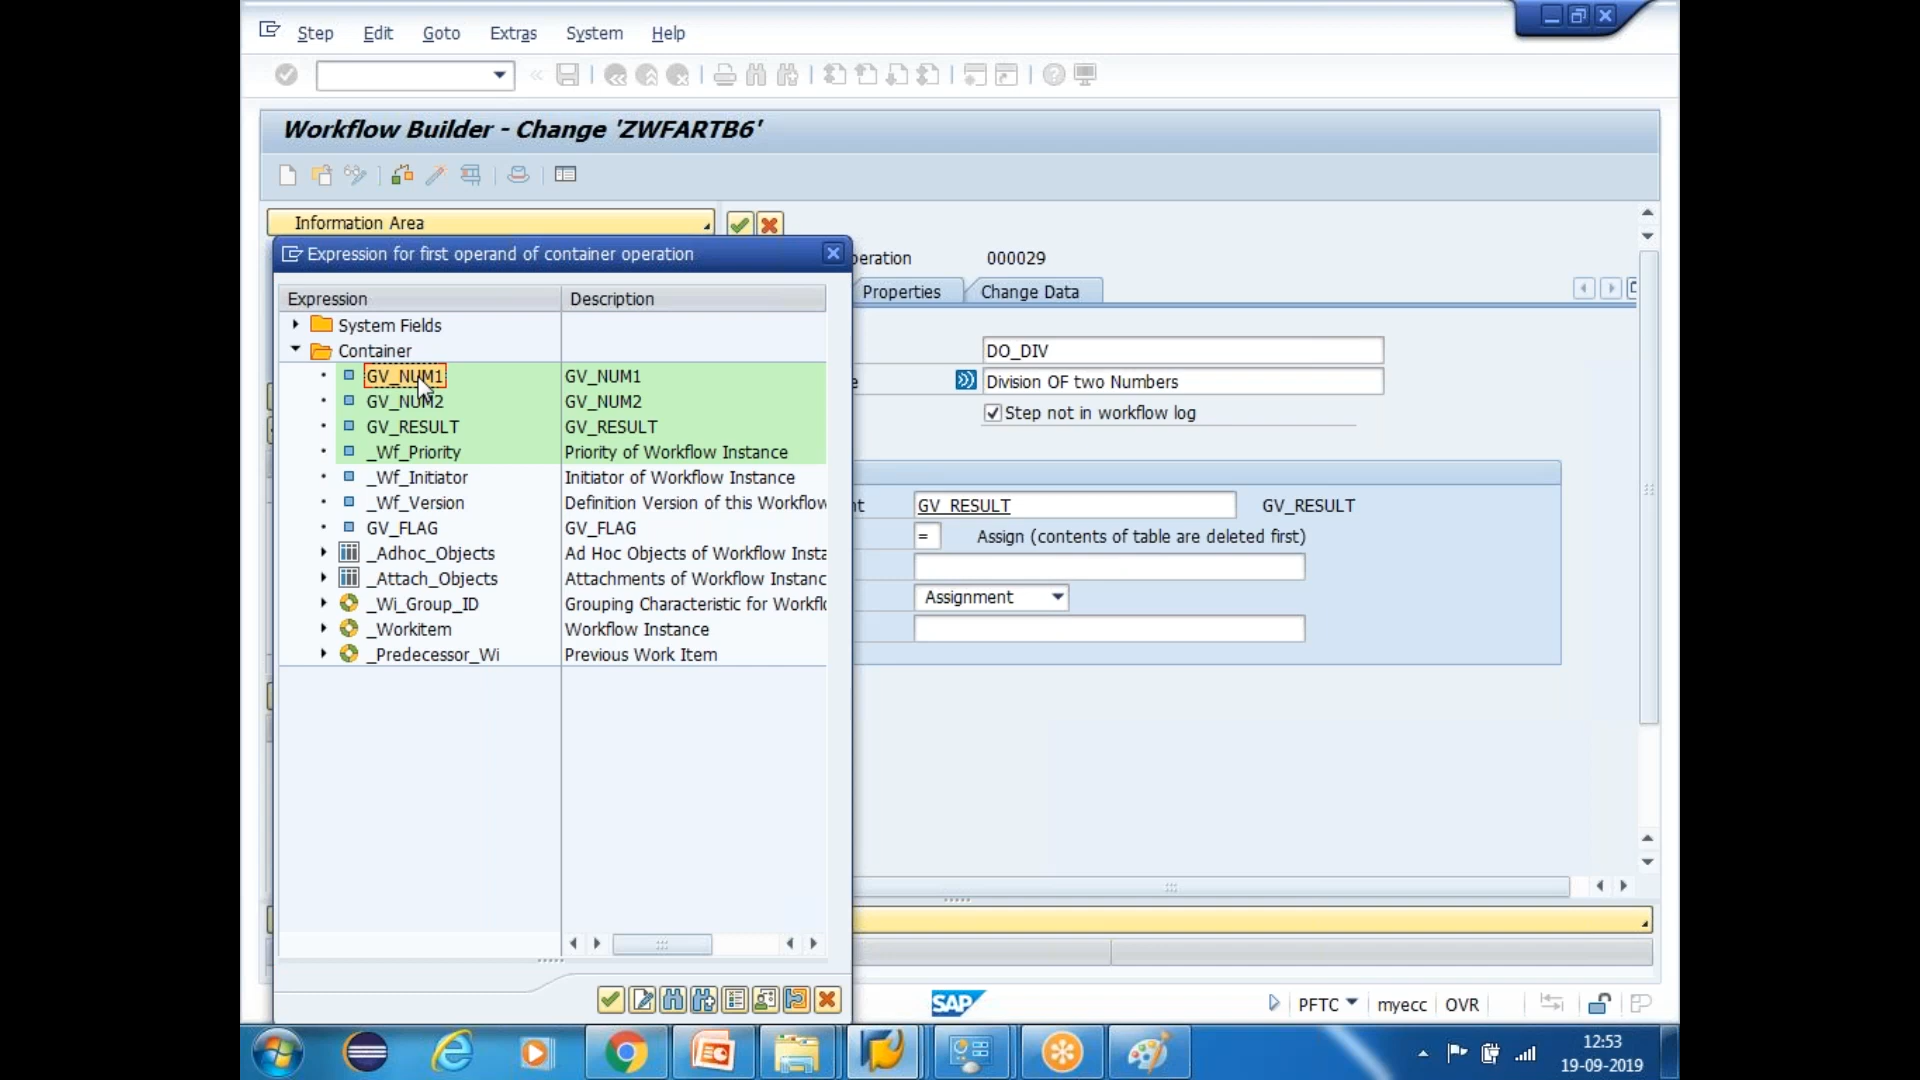 Step Edit Goto Extras System Help
Workflow Builder - Change 'ZWFARTB6'
Information Area
Expression for first operand of container operation
eration 000029
Properties Change Data
Expression Description
System Fields
Container
GV_NUM1 GV_NUM1
GV_NUM2 GV_NUM2
GV_RESULT GV_RESULT
_Wf_Priority Priority of Workflow Instance
_Wf_Initiator Initiator of Workflow Instance
_Wf_Version Definition Version of this Workflow
GV_FLAG GV_FLAG
_Adhoc_Objects Ad Hoc Objects of Workflow Insta
_Attach_Objects Attachments of Workflow Instanc
_Wi_Group_ID Grouping Characteristic for Workflo
_Workitem Workflow Instance
_Predecessor_Wi Previous Work Item
DO_DIV
e Division OF two Numbers
Step not in workflow log
t GV_RESULT GV_RESULT
= Assign (contents of table are deleted first)
Assignment
SAP
PFTC myecc OVR
12:53
19-09-2019